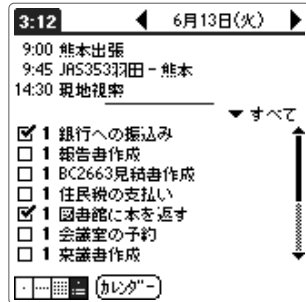 3:12 6月13日(火)
9:00 熊本出張
9:45 JAS353羽田－熊本
14:30 現地視察
すべて
1 銀行への振込み
1 報告書作成
1 BC2663見積書作成
1 住民税の支払い
1 図書館に本を返す
1 会議室の予約
1 稟議書作成
カレンダー